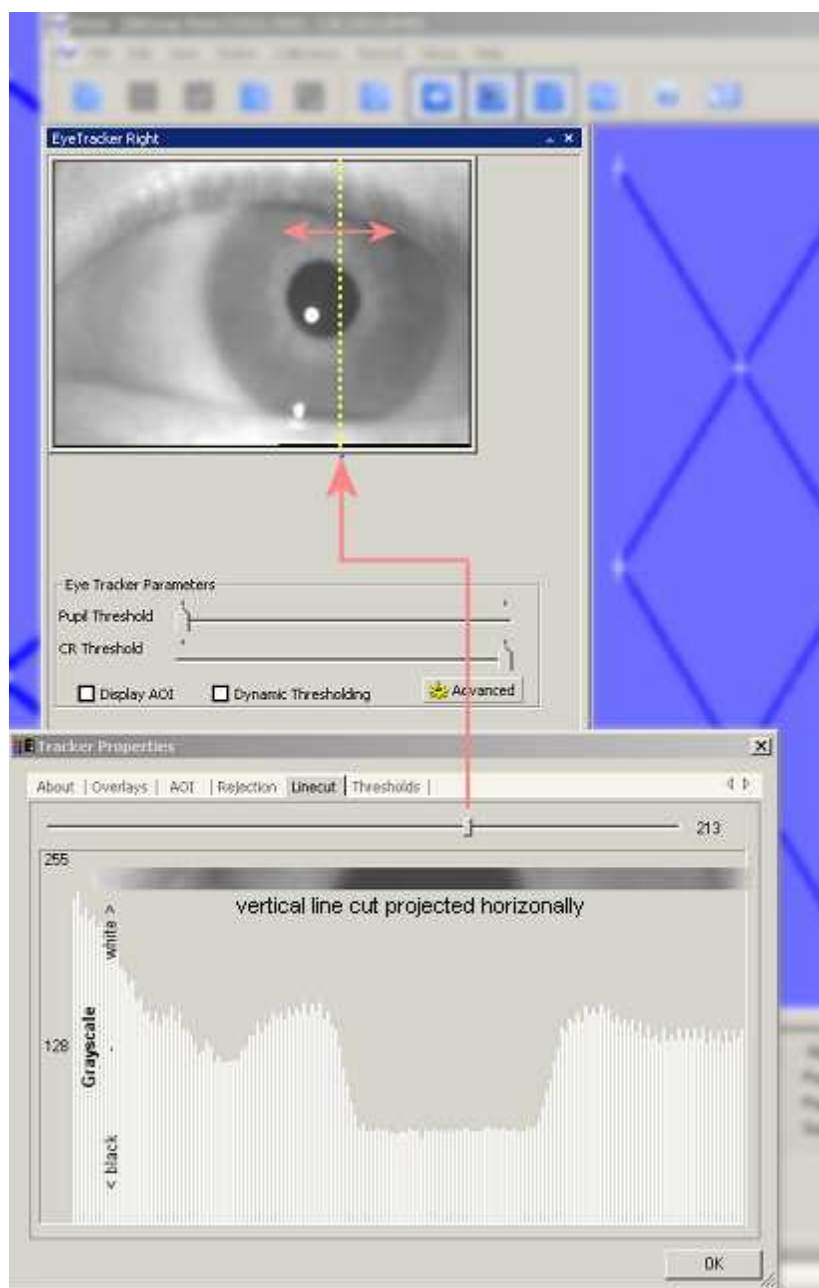 EyeTracker Right
Eye Tracker Parameters
Pupil Threshold
CR Threshold
Display AOI
Dynamic Thresholding
Advanced
Tracker Properties
About | Overlays | AOI | Rejection Linecut | Thresholds |
213
255
vertical line cut projected horizonally
white >
Grayscale
128
< black
OK